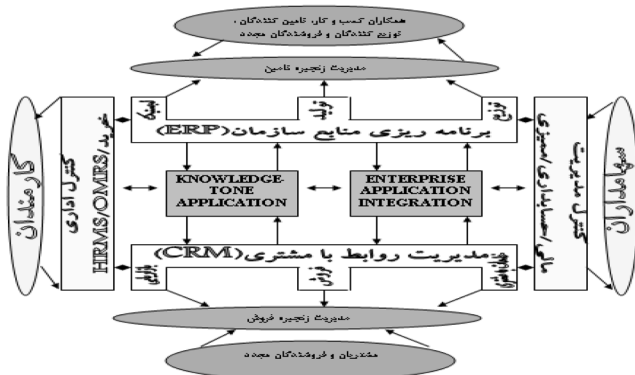 همکاران کسب و کار، تامین کنندگان ،
توزیع کنندگان و فروشندگان مجدد
مدیریت زنجیره تامین
تولید
توزیع
برنامه ریزی منابع سازمان(ERP)
کارمندان
کنترل اداری
HRMS/OMRS/خرید
KNOWLEDGE-
TONE
APPLICATION
ENTERPRISE
APPLICATION
INTEGRATION
مالی/حسابداری/ممیزی
کنترل مدیریت
سهامداران
مدیریت روابط با مشتری(CRM)
بازاریابی
فروش
مدیریت زنجیره فروش
مشتریان و فروشندگان مجدد